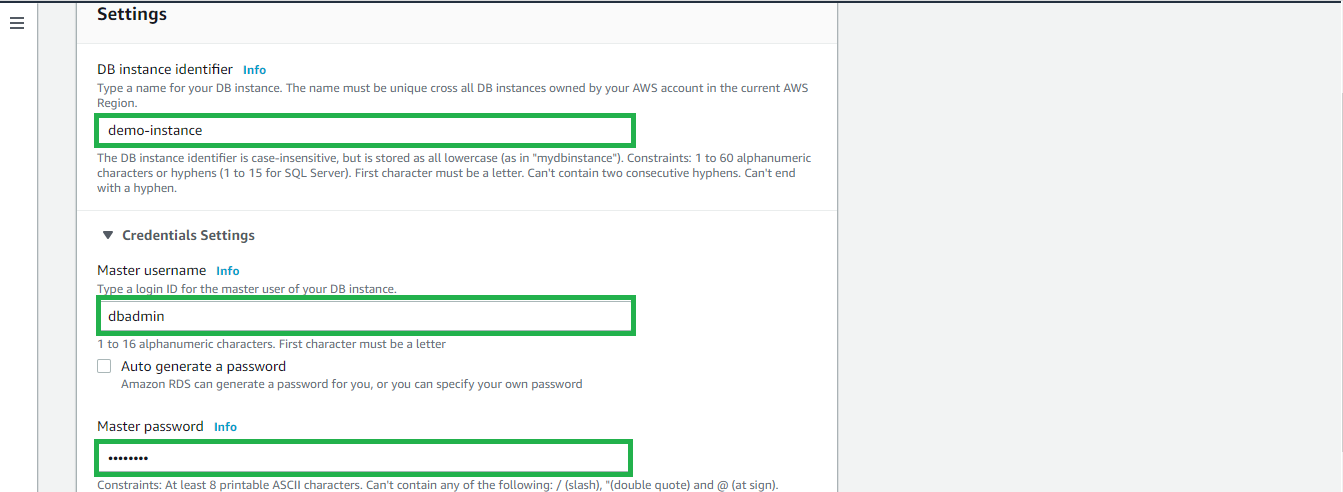 Settings
DB instance identifier Info
Type a name for your DB instance. The name must be unique cross all DB instances owned by your AWS account in the current AWS
Region.
demo-instance
The DB instance identifier is case-insensitive, but is stored as all lowercase (as in "mydbinstance"). Constraints: 1 to 60 alphanumeric
characters or hyphens (1 to 15 for SQL Server). First character must be a letter. Can't contain two consecutive hyphens. Can't end
with a hyphen.
Credentials Settings
Master username Info
Type a login ID for the master user of your DB instance.
dbadmin
1 to 16 alphanumeric characters. First character must be a letter
Auto generate a password
Amazon RDS can generate a password for you, or you can specify your own password
Master password Info
••••••••
Constraints: At least 8 printable ASCII characters. Can't contain any of the following: / (slash), "(double quote) and @ (at sign).